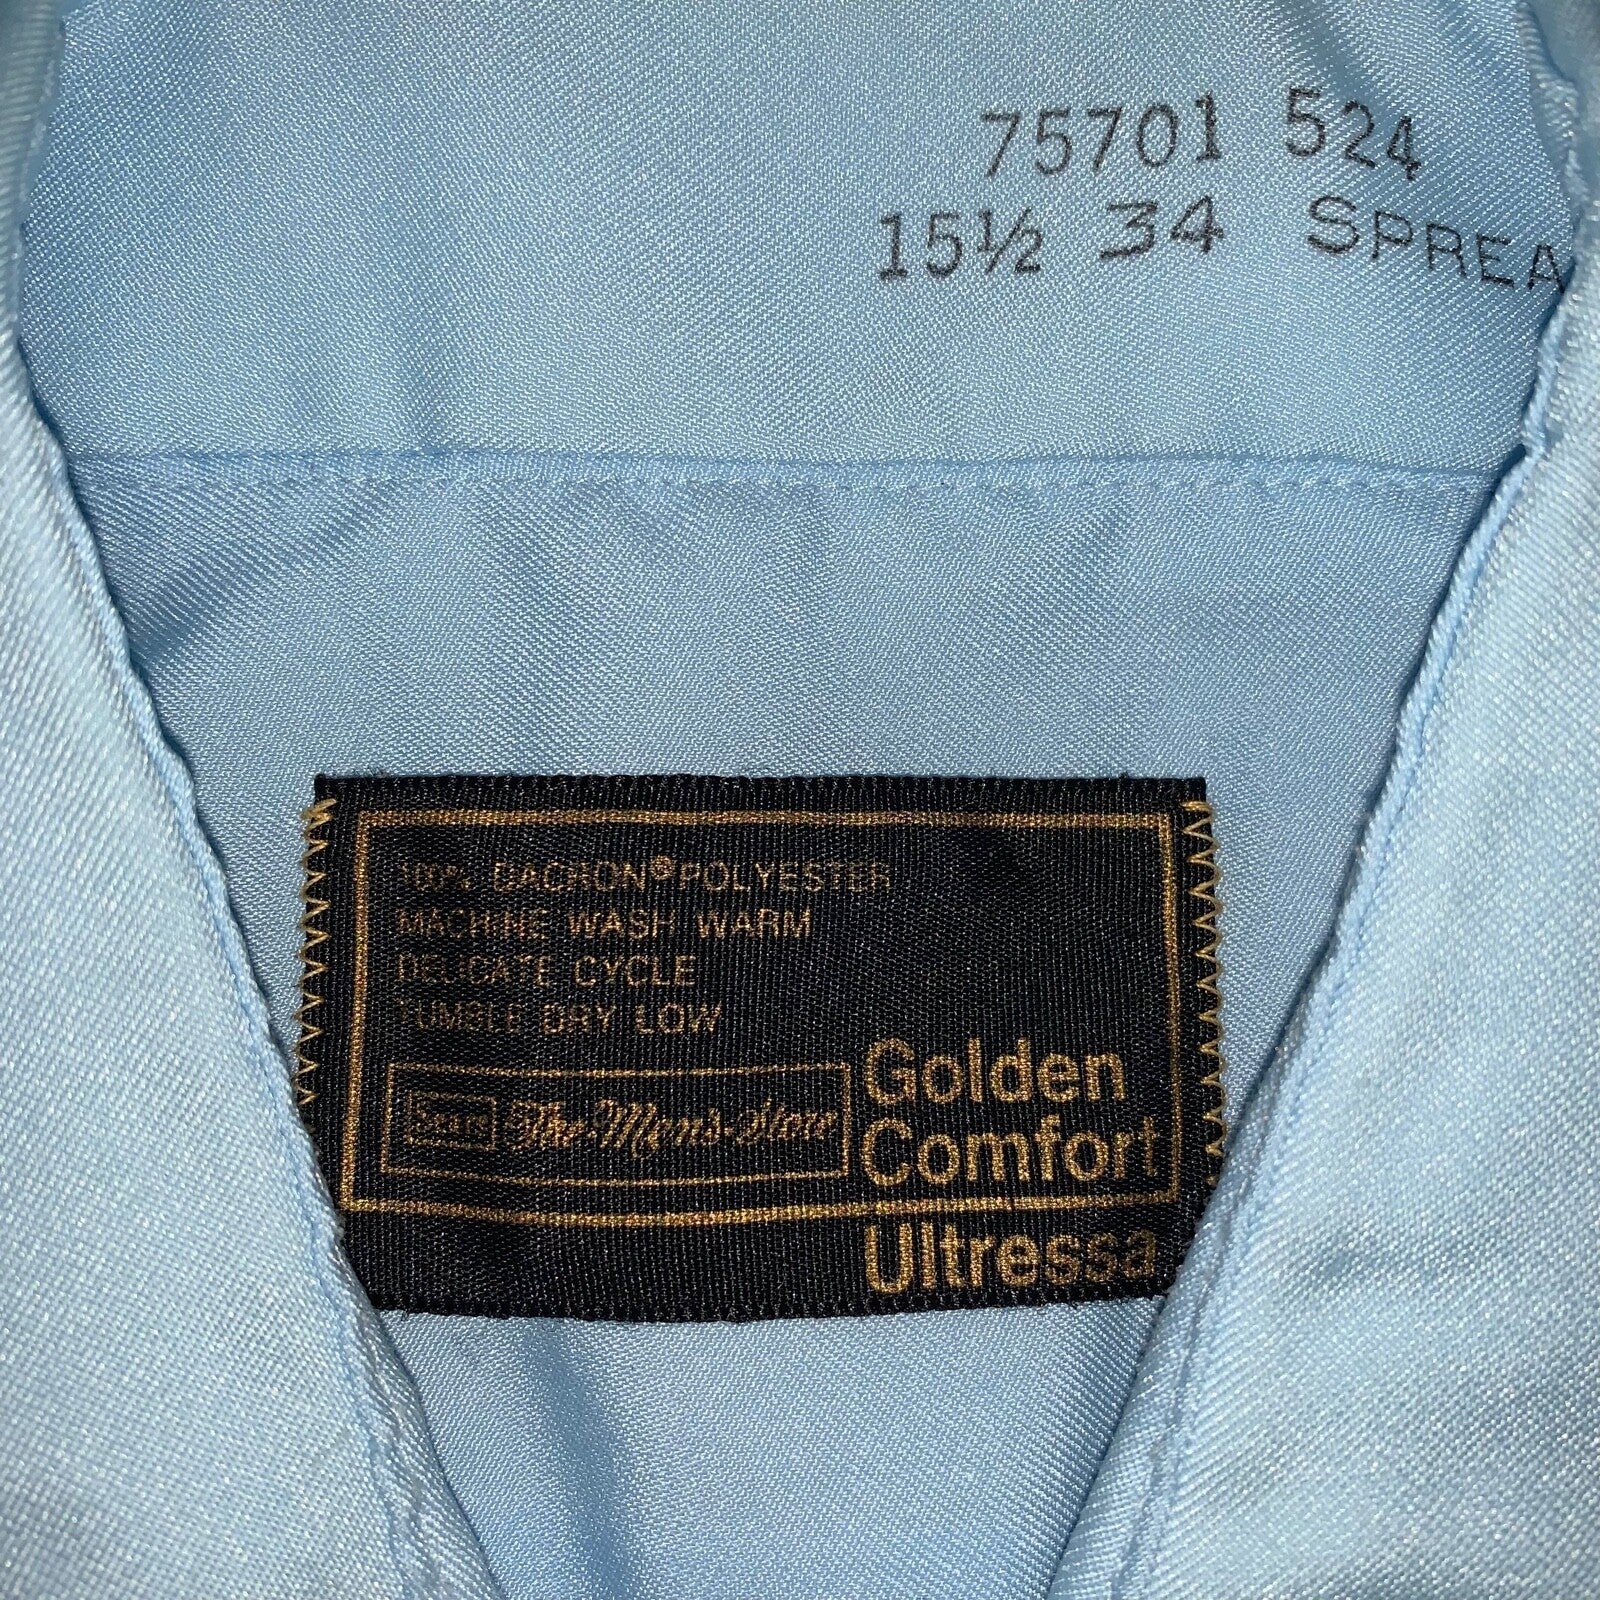 75701 524
15½ 34 SPREA
100% DACRON® POLYESTER
MACHINE WASH WARM
DELICATE CYCLE
TUMBLE DRY LOW
Sears The Men's Store
Golden
Comfort
Ultressa